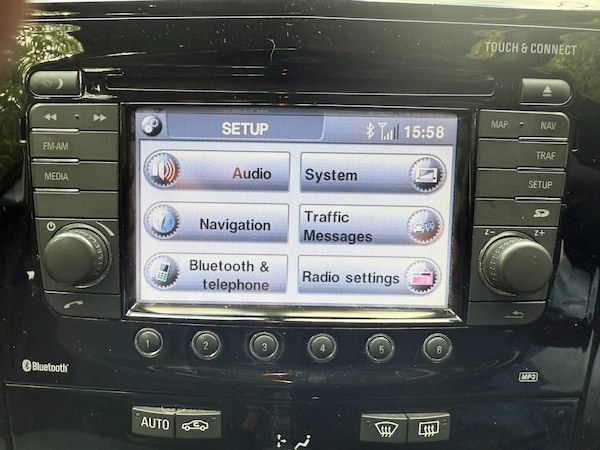 TOUCH & CONNECT
SETUP
15:58
Audio
System
Navigation
Traffic
Messages
Bluetooth &
telephone
Radio settings
FM-AM
MEDIA
MAP
NAV
TRAF
SETUP
SD
z-
z+
1
2
3
4
5
6
Bluetooth
MP3
AUTO